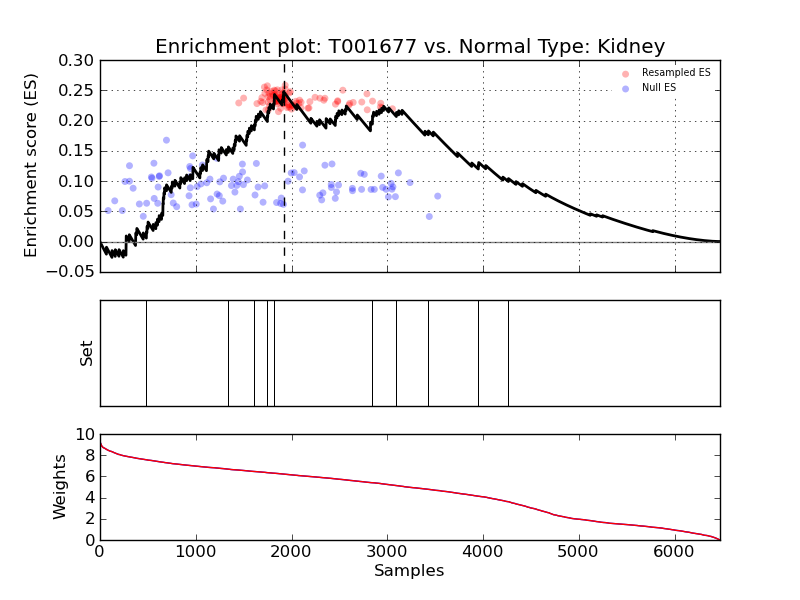 Enrichment plot: T001677 vs. Normal Type: Kidney
Enrichment score (ES)
0.30
0.25
0.20
0.15
0.10
0.05
0.00
−0.05
Resampled ES
Null ES
Set
Weights
10
8
6
4
2
0
0 1000 2000 3000 4000 5000 6000
Samples